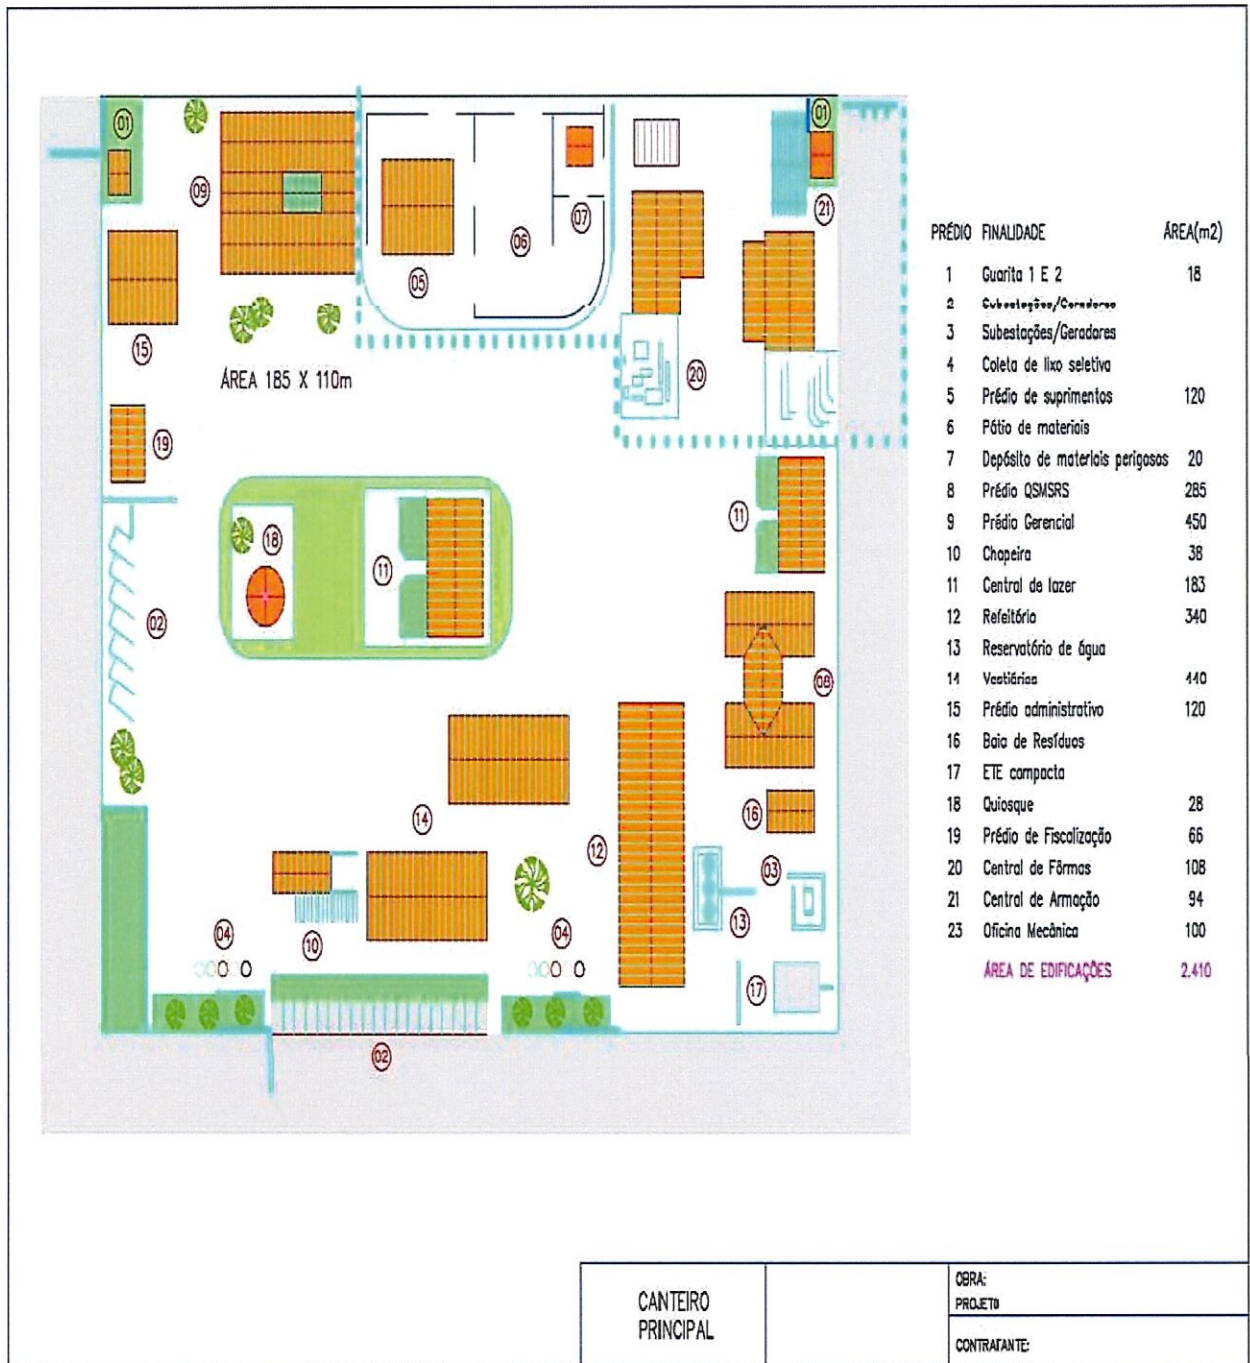 01
01
09
07
21
06
05
15
ÁREA 185 X 110m
20
19
11
18
11
02
08
16
14
12
03
13
04
10
04
17
02
PRÉDIO FINALIDADE ÁREA(m2)
1 Guarita 1 E 2 18
2 Subestações/Geradores
3 Subestações/Geradores
4 Coleta de lixo seletiva
5 Prédio de suprimentos 120
6 Pátio de materiais
7 Depósito de materiais perigosos 20
8 Prédio QSMSRS 285
9 Prédio Gerencial 450
10 Chapeira 38
11 Central de lazer 183
12 Refeitório 340
13 Reservatório de água
14 Vestiários 440
15 Prédio administrativo 120
16 Baia de Resíduos
17 ETE compacta
18 Quiosque 28
19 Prédio de Fiscalização 66
20 Central de Fôrmas 108
21 Central de Armação 94
23 Oficina Mecânica 100
ÁREA DE EDIFICAÇÕES 2.410
CANTEIRO
PRINCIPAL
OBRA:
PROJETO
CONTRATANTE: